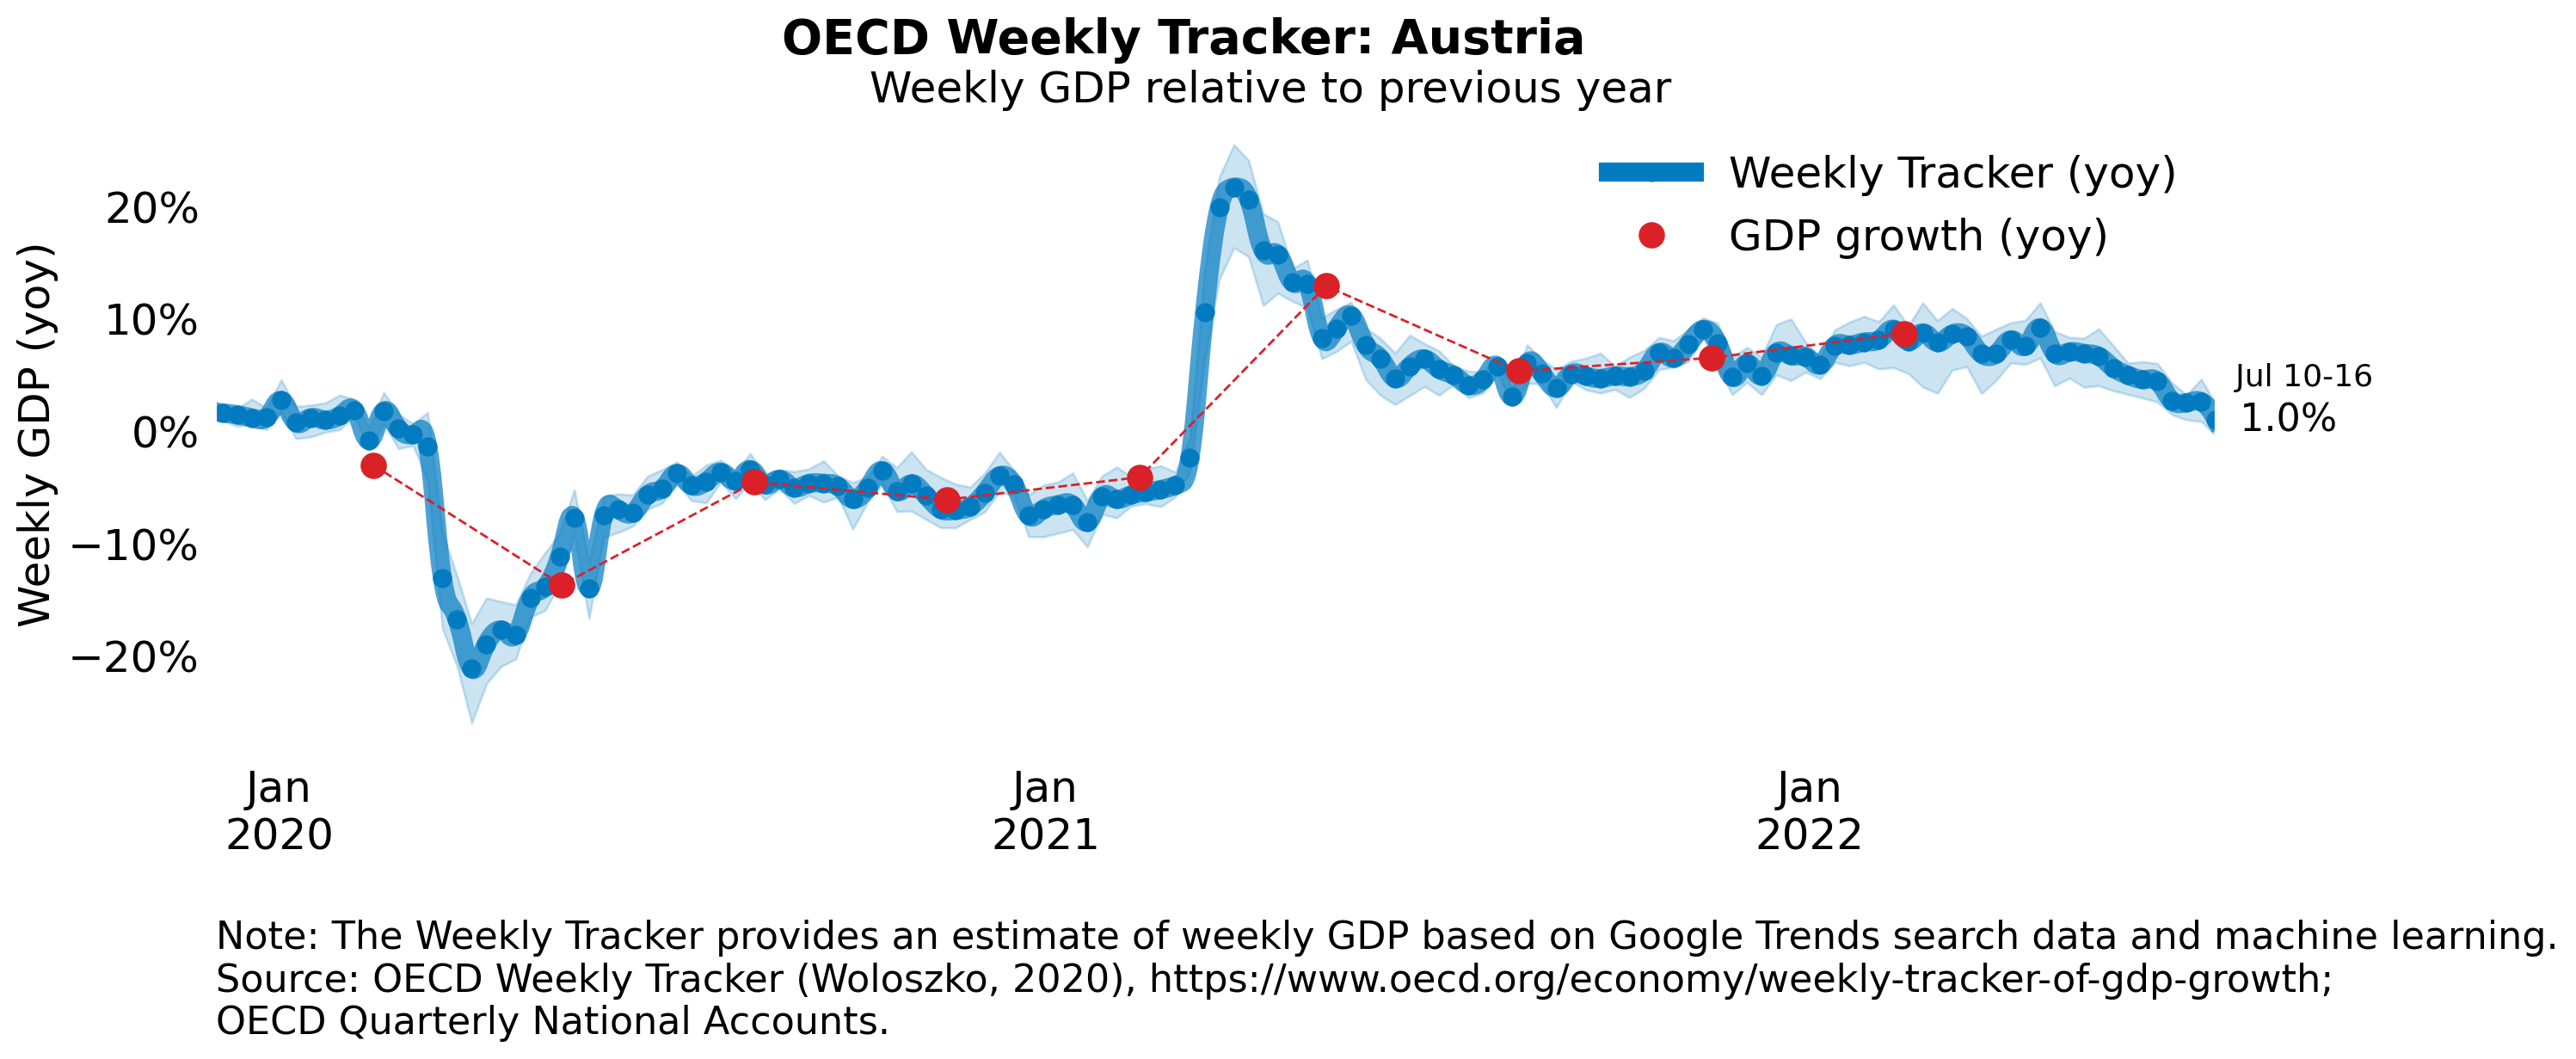 OECD Weekly Tracker: Austria
Weekly GDP relative to previous year
Weekly Tracker (yoy)
GDP growth (yoy)
Weekly GDP (yoy)
20%
10%
0%
−10%
−20%
Jul 10-16
1.0%
Jan
2020
Jan
2021
Jan
2022
Note: The Weekly Tracker provides an estimate of weekly GDP based on Google Trends search data and machine learning.
Source: OECD Weekly Tracker (Woloszko, 2020), https://www.oecd.org/economy/weekly-tracker-of-gdp-growth;
OECD Quarterly National Accounts.